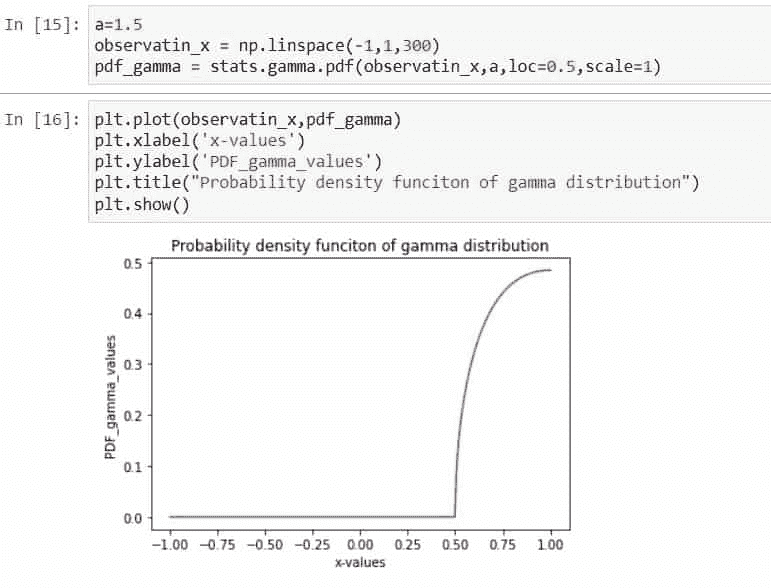 In [15]: a=1.5
observatin_x = np.linspace(-1,1,300)
pdf_gamma = stats.gamma.pdf(observatin_x,a,loc=0.5,scale=1)
In [16]: plt.plot(observatin_x,pdf_gamma)
plt.xlabel('x-values')
plt.ylabel('PDF_gamma_values')
plt.title("Probability density funciton of gamma distribution")
plt.show()
Probability density funciton of gamma distribution
0.5
0.4
0.3
0.2
0.1
0.0
PDF_gamma_values
−1.00 −0.75 −0.50 −0.25 0.00 0.25 0.50 0.75 1.00
x-values